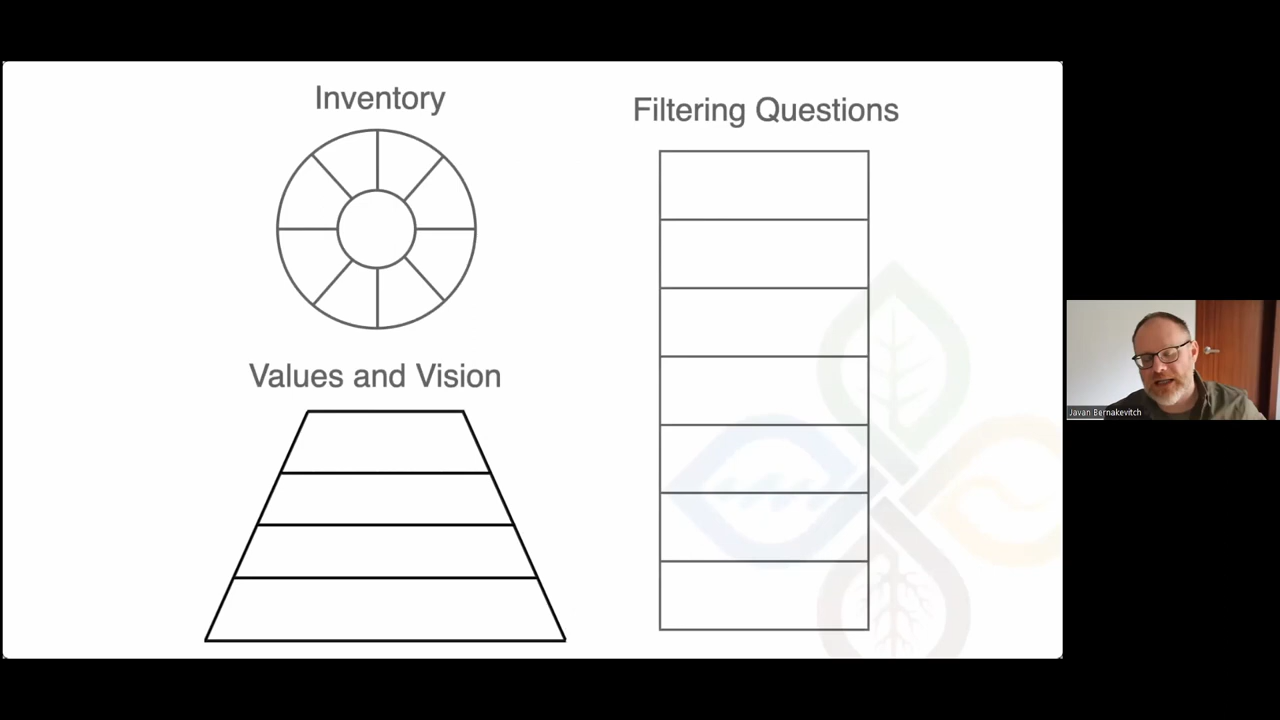 Inventory
Filtering Questions
Values and Vision
Javan Bernakevitch